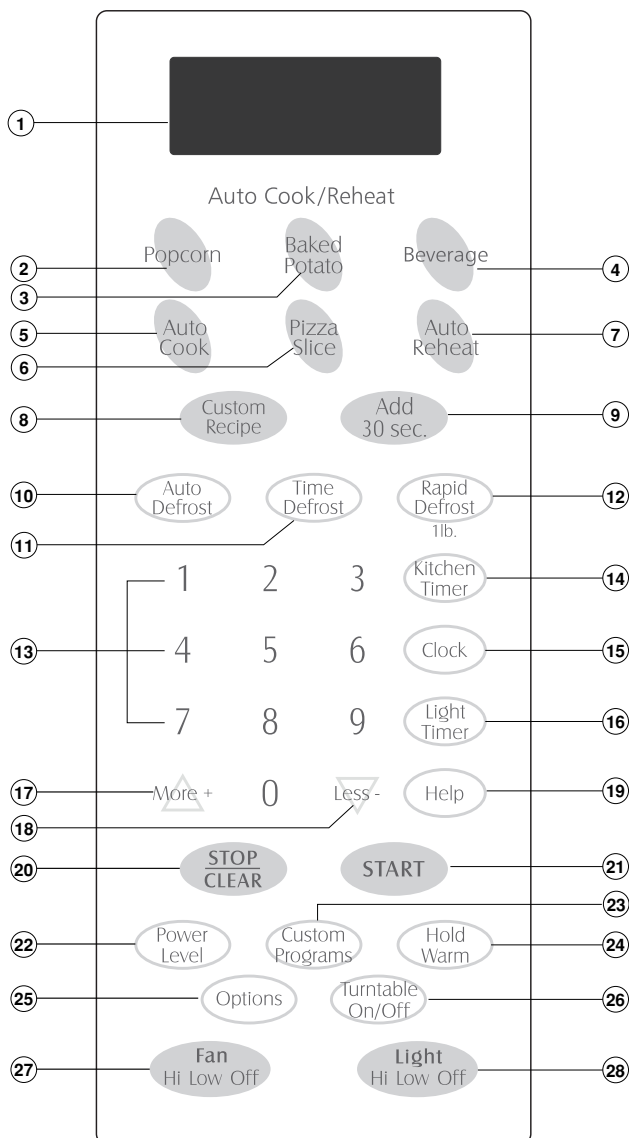 1
Auto Cook/Reheat
Popcorn
Baked
Potato
Beverage
2
3
4
Auto
Cook
Pizza
Slice
Auto
Reheat
5
6
7
Custom
Recipe
Add
30 sec.
8
9
Auto
Defrost
Time
Defrost
Rapid
Defrost
1lb.
10
11
12
1 2 3
Kitchen
Timer
14
13
4 5 6
Clock
15
7 8 9
Light
Timer
16
17
More +
0
Less -
Help
19
18
20
STOP
CLEAR
START
21
23
22
Power
Level
Custom
Programs
Hold
Warm
24
25
Options
Turntable
On/Off
26
27
Fan
Hi Low Off
Light
Hi Low Off
28